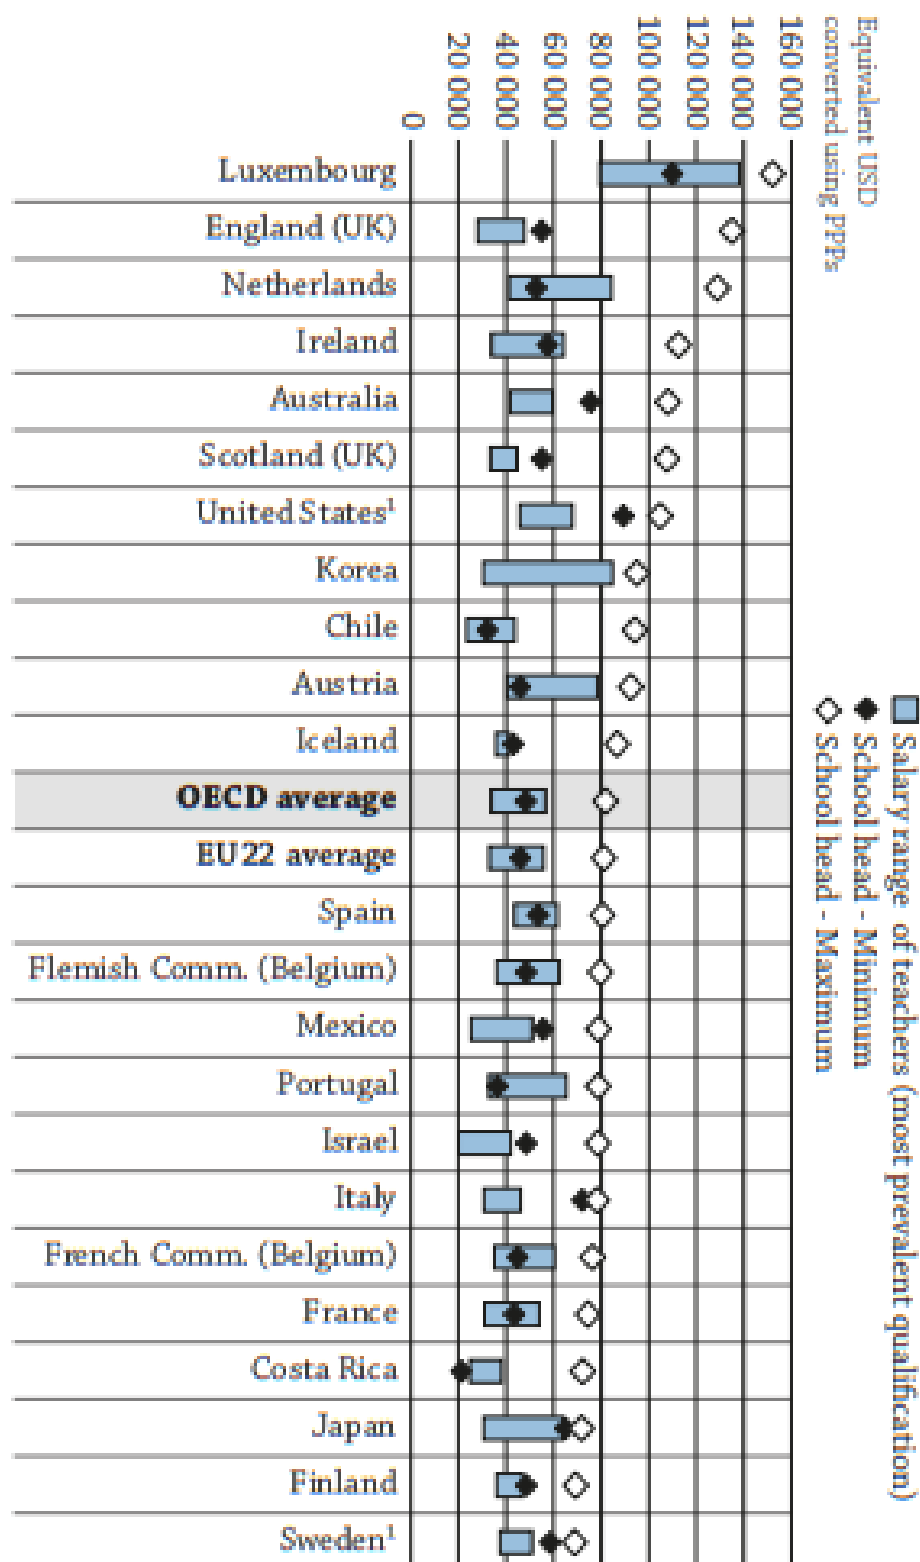 Equivalent USD
converted using PPPs
160 000
140 000
120 000
100 000
80 000
60 000
40 000
20 000
0
Salary range of teachers (most prevalent qualification)
School head - Minimum
School head - Maximum
Luxembourg
England (UK)
Netherlands
Ireland
Australia
Scotland (UK)
United States¹
Korea
Chile
Austria
Iceland
OECD average
EU22 average
Spain
Flemish Comm. (Belgium)
Mexico
Portugal
Israel
Italy
French Comm. (Belgium)
France
Costa Rica
Japan
Finland
Sweden¹